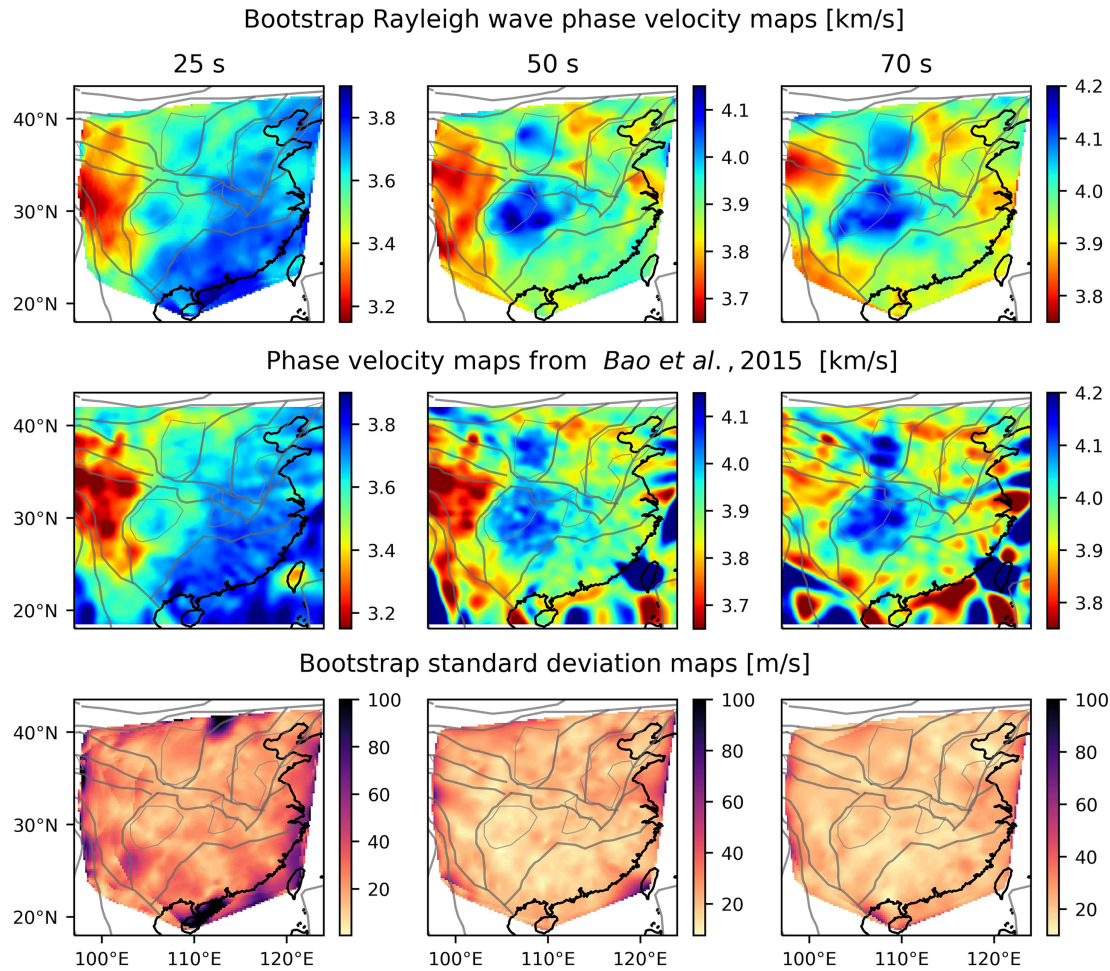 Bootstrap Rayleigh wave phase velocity maps [km/s]
25 s 50 s 70 s
40°N 30°N 20°N
3.8 3.6 3.4 3.2
4.1 4.0 3.9 3.8 3.7
4.2 4.1 4.0 3.9 3.8
Phase velocity maps from Bao et al., 2015 [km/s]
40°N 30°N 20°N
3.8 3.6 3.4 3.2
4.1 4.0 3.9 3.8 3.7
4.2 4.1 4.0 3.9 3.8
Bootstrap standard deviation maps [m/s]
40°N 30°N 20°N
100 80 60 40 20
100 80 60 40 20
100 80 60 40 20
100°E 110°E 120°E 100°E 110°E 120°E 100°E 110°E 120°E